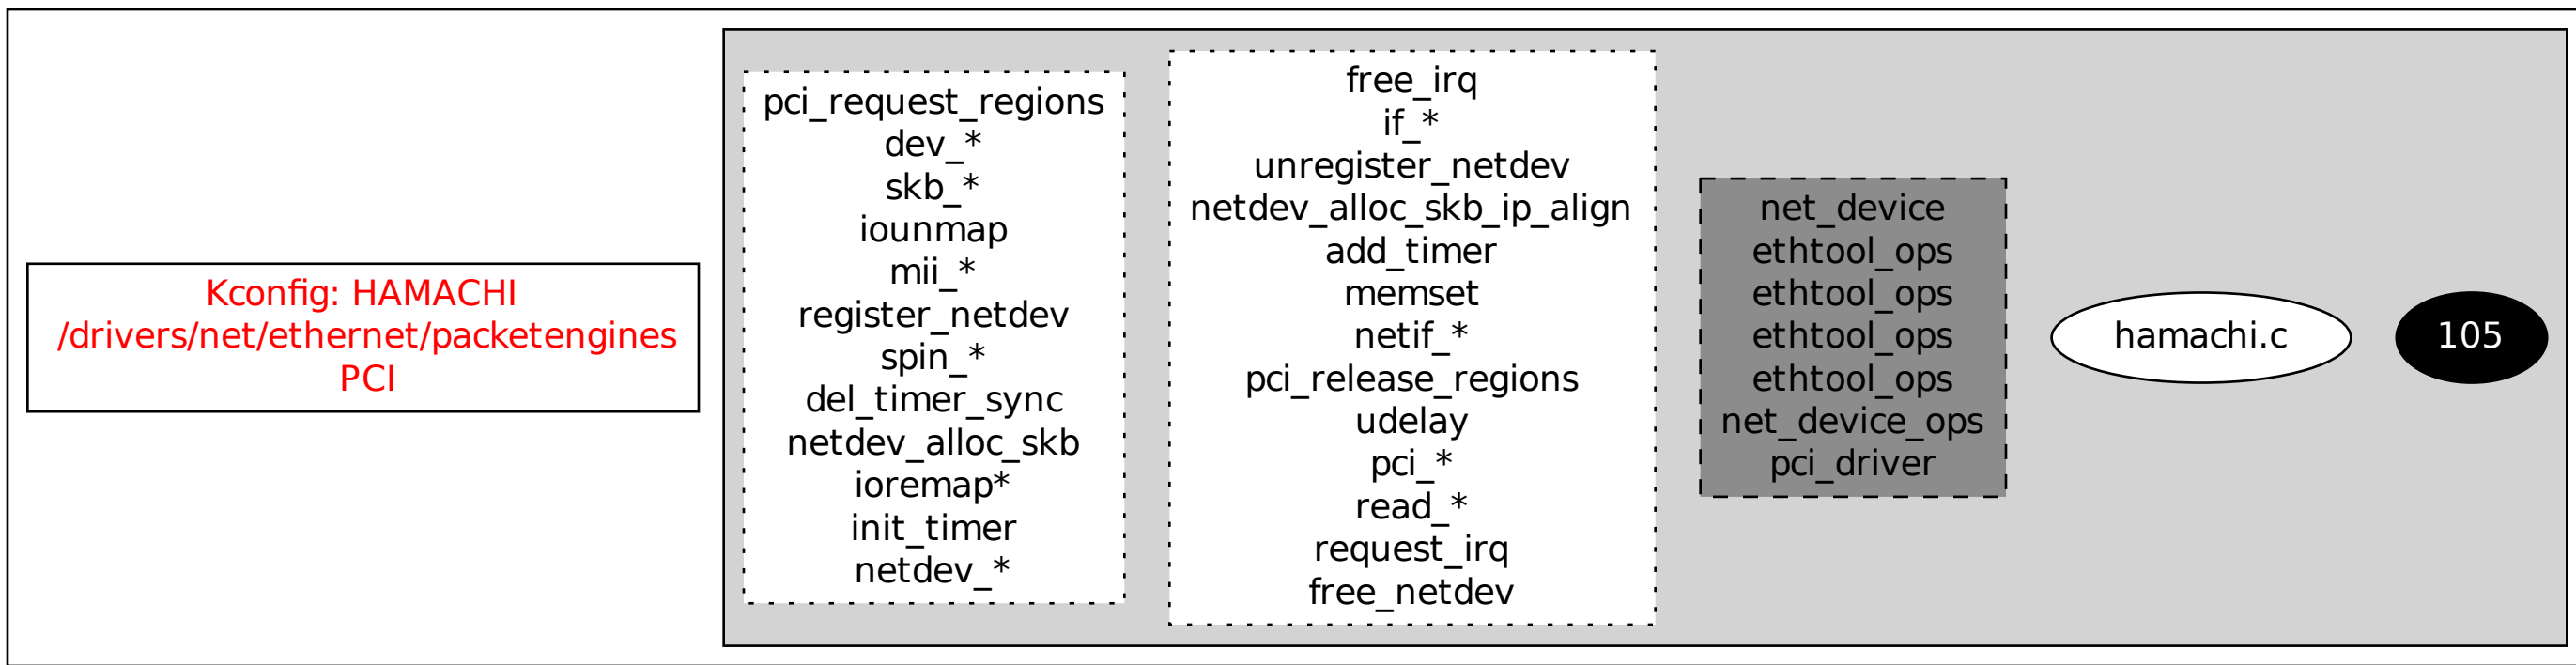 Kconfig: HAMACHI
/drivers/net/ethernet/packetengines
PCI
pci_request_regions
dev_*
skb_*
iounmap
mii_*
register_netdev
spin_*
del_timer_sync
netdev_alloc_skb
ioremap*
init_timer
netdev_*
free_irq
if_*
unregister_netdev
netdev_alloc_skb_ip_align
add_timer
memset
netif_*
pci_release_regions
udelay
pci_*
read_*
request_irq
free_netdev
net_device
ethtool_ops
ethtool_ops
ethtool_ops
ethtool_ops
net_device_ops
pci_driver
hamachi.c
105